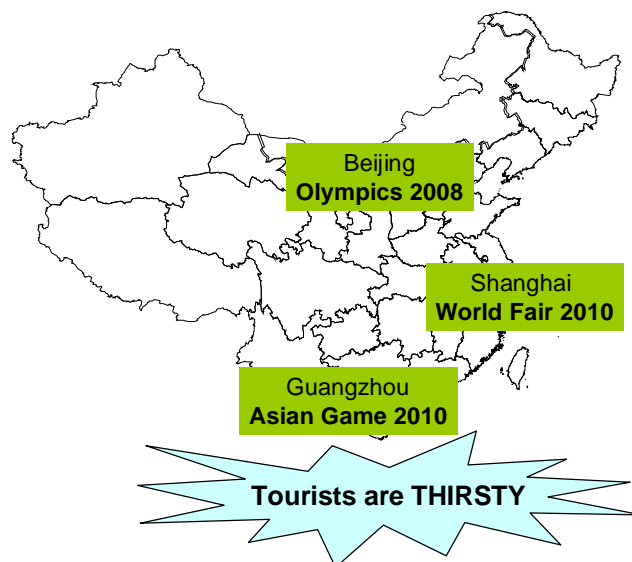 Beijing
Olympics 2008
Shanghai
World Fair 2010
Guangzhou
Asian Game 2010
Tourists are THIRSTY